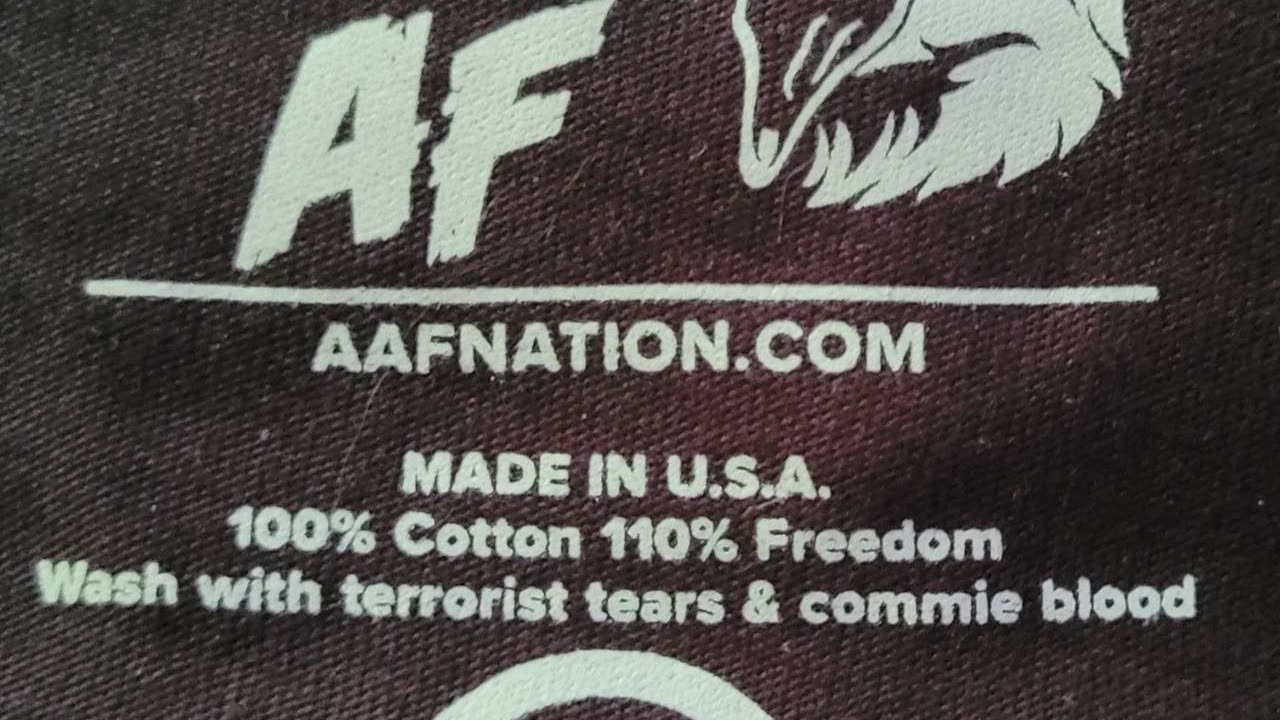 AF
AAFNATION.COM
MADE IN U.S.A.
100% Cotton 110% Freedom
Wash with terrorist tears & commie blood